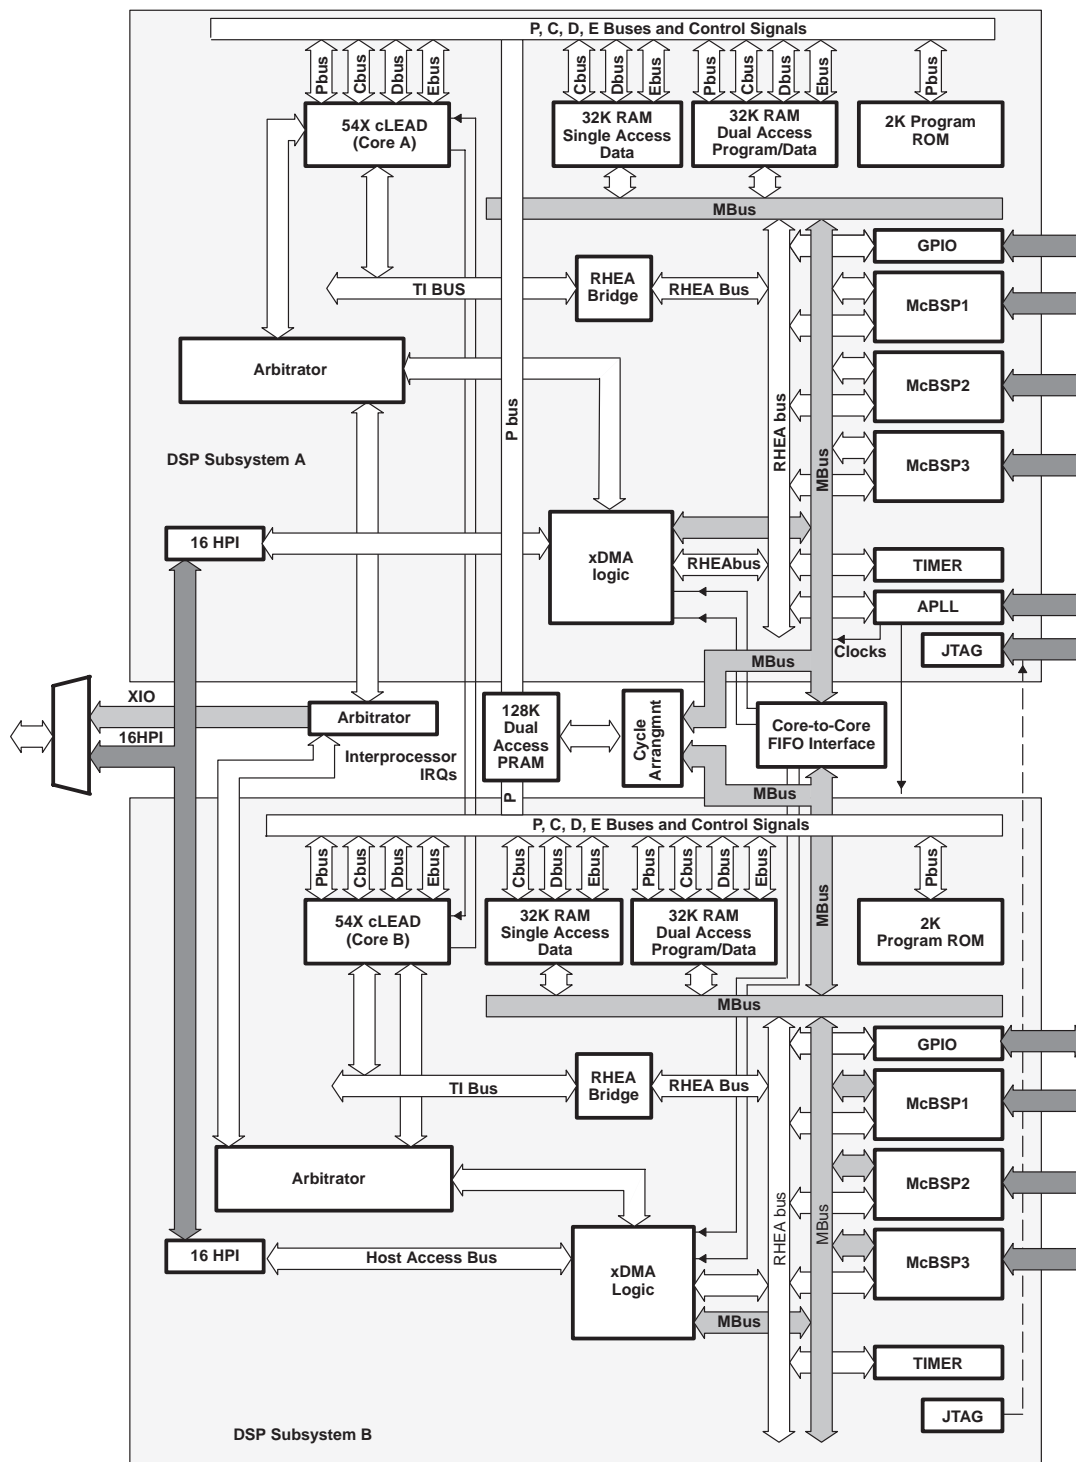 P, C, D, E Buses and Control Signals
Pbus
Cbus
Dbus
Ebus
Cbus
Dbus
Ebus
Pbus
Cbus
Dbus
Ebus
Pbus
54X cLEAD
(Core A)
32K RAM
Single Access
Data
32K RAM
Dual Access
Program/Data
2K Program
ROM
MBus
GPIO
TI BUS
RHEA
Bridge
RHEA Bus
McBSP1
Arbitrator
P bus
RHEA bus
MBus
McBSP2
McBSP3
DSP Subsystem A
16 HPI
xDMA
logic
RHEAbus
TIMER
APLL
Clocks
JTAG
MBus
XIO
16HPI
Arbitrator
Interprocessor
IRQs
128K
Dual
Access
PRAM
Cycle
Arrangmnt
Core-to-Core
FIFO Interface
MBus
P
P, C, D, E Buses and Control Signals
Pbus
Cbus
Dbus
Ebus
Cbus
Dbus
Ebus
Pbus
Cbus
Dbus
Ebus
MBus
Pbus
54X cLEAD
(Core B)
32K RAM
Single Access
Data
32K RAM
Dual Access
Program/Data
2K
Program ROM
MBus
GPIO
TI Bus
RHEA
Bridge
RHEA Bus
McBSP1
Arbitrator
RHEA bus
MBus
McBSP2
McBSP3
16 HPI
Host Access Bus
xDMA
Logic
MBus
TIMER
JTAG
DSP Subsystem B